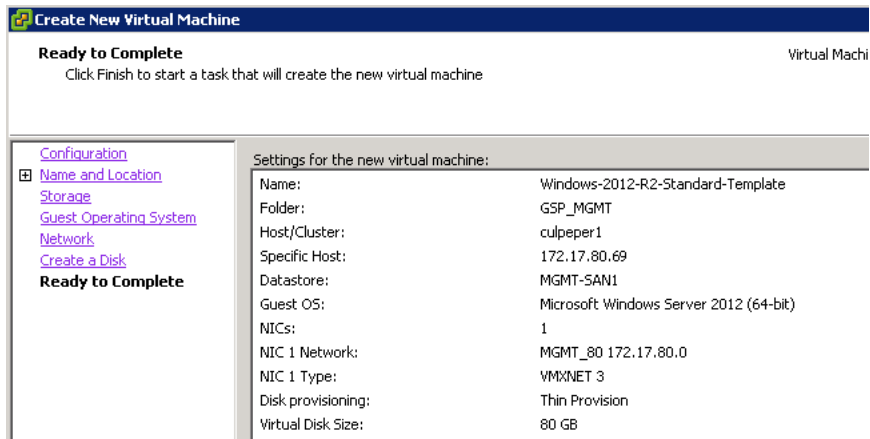 Create New Virtual Machine
Ready to Complete
Click Finish to start a task that will create the new virtual machine
Virtual Machi
Configuration
Name and Location
Storage
Guest Operating System
Network
Create a Disk
Ready to Complete
Settings for the new virtual machine:
Name: Windows-2012-R2-Standard-Template
Folder: GSP_MGMT
Host/Cluster: culpeper1
Specific Host: 172.17.80.69
Datastore: MGMT-SAN1
Guest OS: Microsoft Windows Server 2012 (64-bit)
NICs: 1
NIC 1 Network: MGMT_80 172.17.80.0
NIC 1 Type: VMXNET 3
Disk provisioning: Thin Provision
Virtual Disk Size: 80 GB